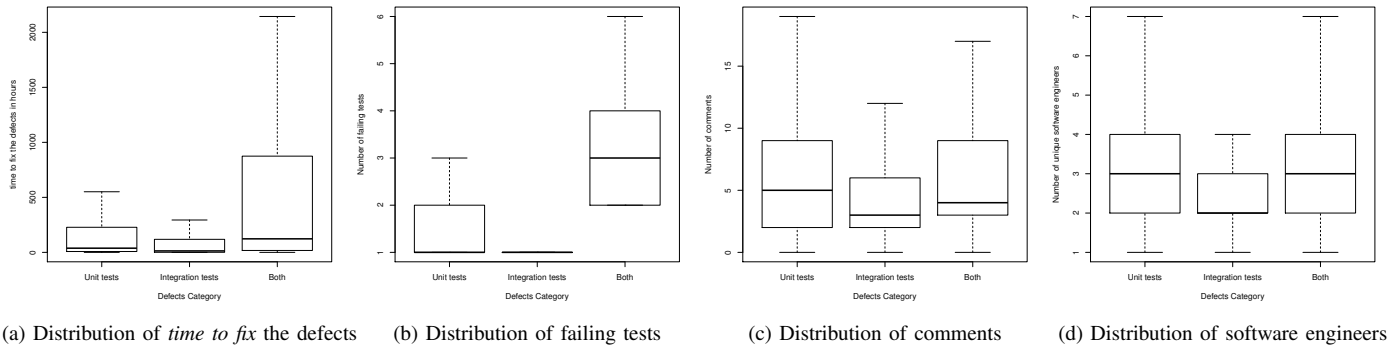 time to fix the defects in hours
0
500
1000
1500
2000
Unit tests
Integration tests
Both
Defects Category
(a) Distribution of time to fix the defects
Number of failing tests
1
2
3
4
5
6
Unit tests
Integration tests
Both
Defects Category
(b) Distribution of failing tests
Number of comments
0
5
10
15
Unit tests
Integration tests
Both
Defects Category
(c) Distribution of comments
Number of unique software engineers
1
2
3
4
5
6
7
Unit tests
Integration tests
Both
Defects Category
(d) Distribution of software engineers